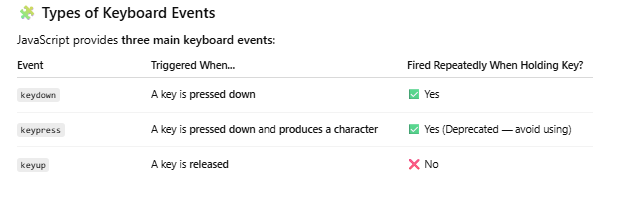 🧩 Types of Keyboard Events
JavaScript provides three main keyboard events:
Event Triggered When... Fired Repeatedly When Holding Key?
keydown A key is pressed down ✅ Yes
keypress A key is pressed down and produces a character ✅ Yes (Deprecated — avoid using)
keyup A key is released ❌ No